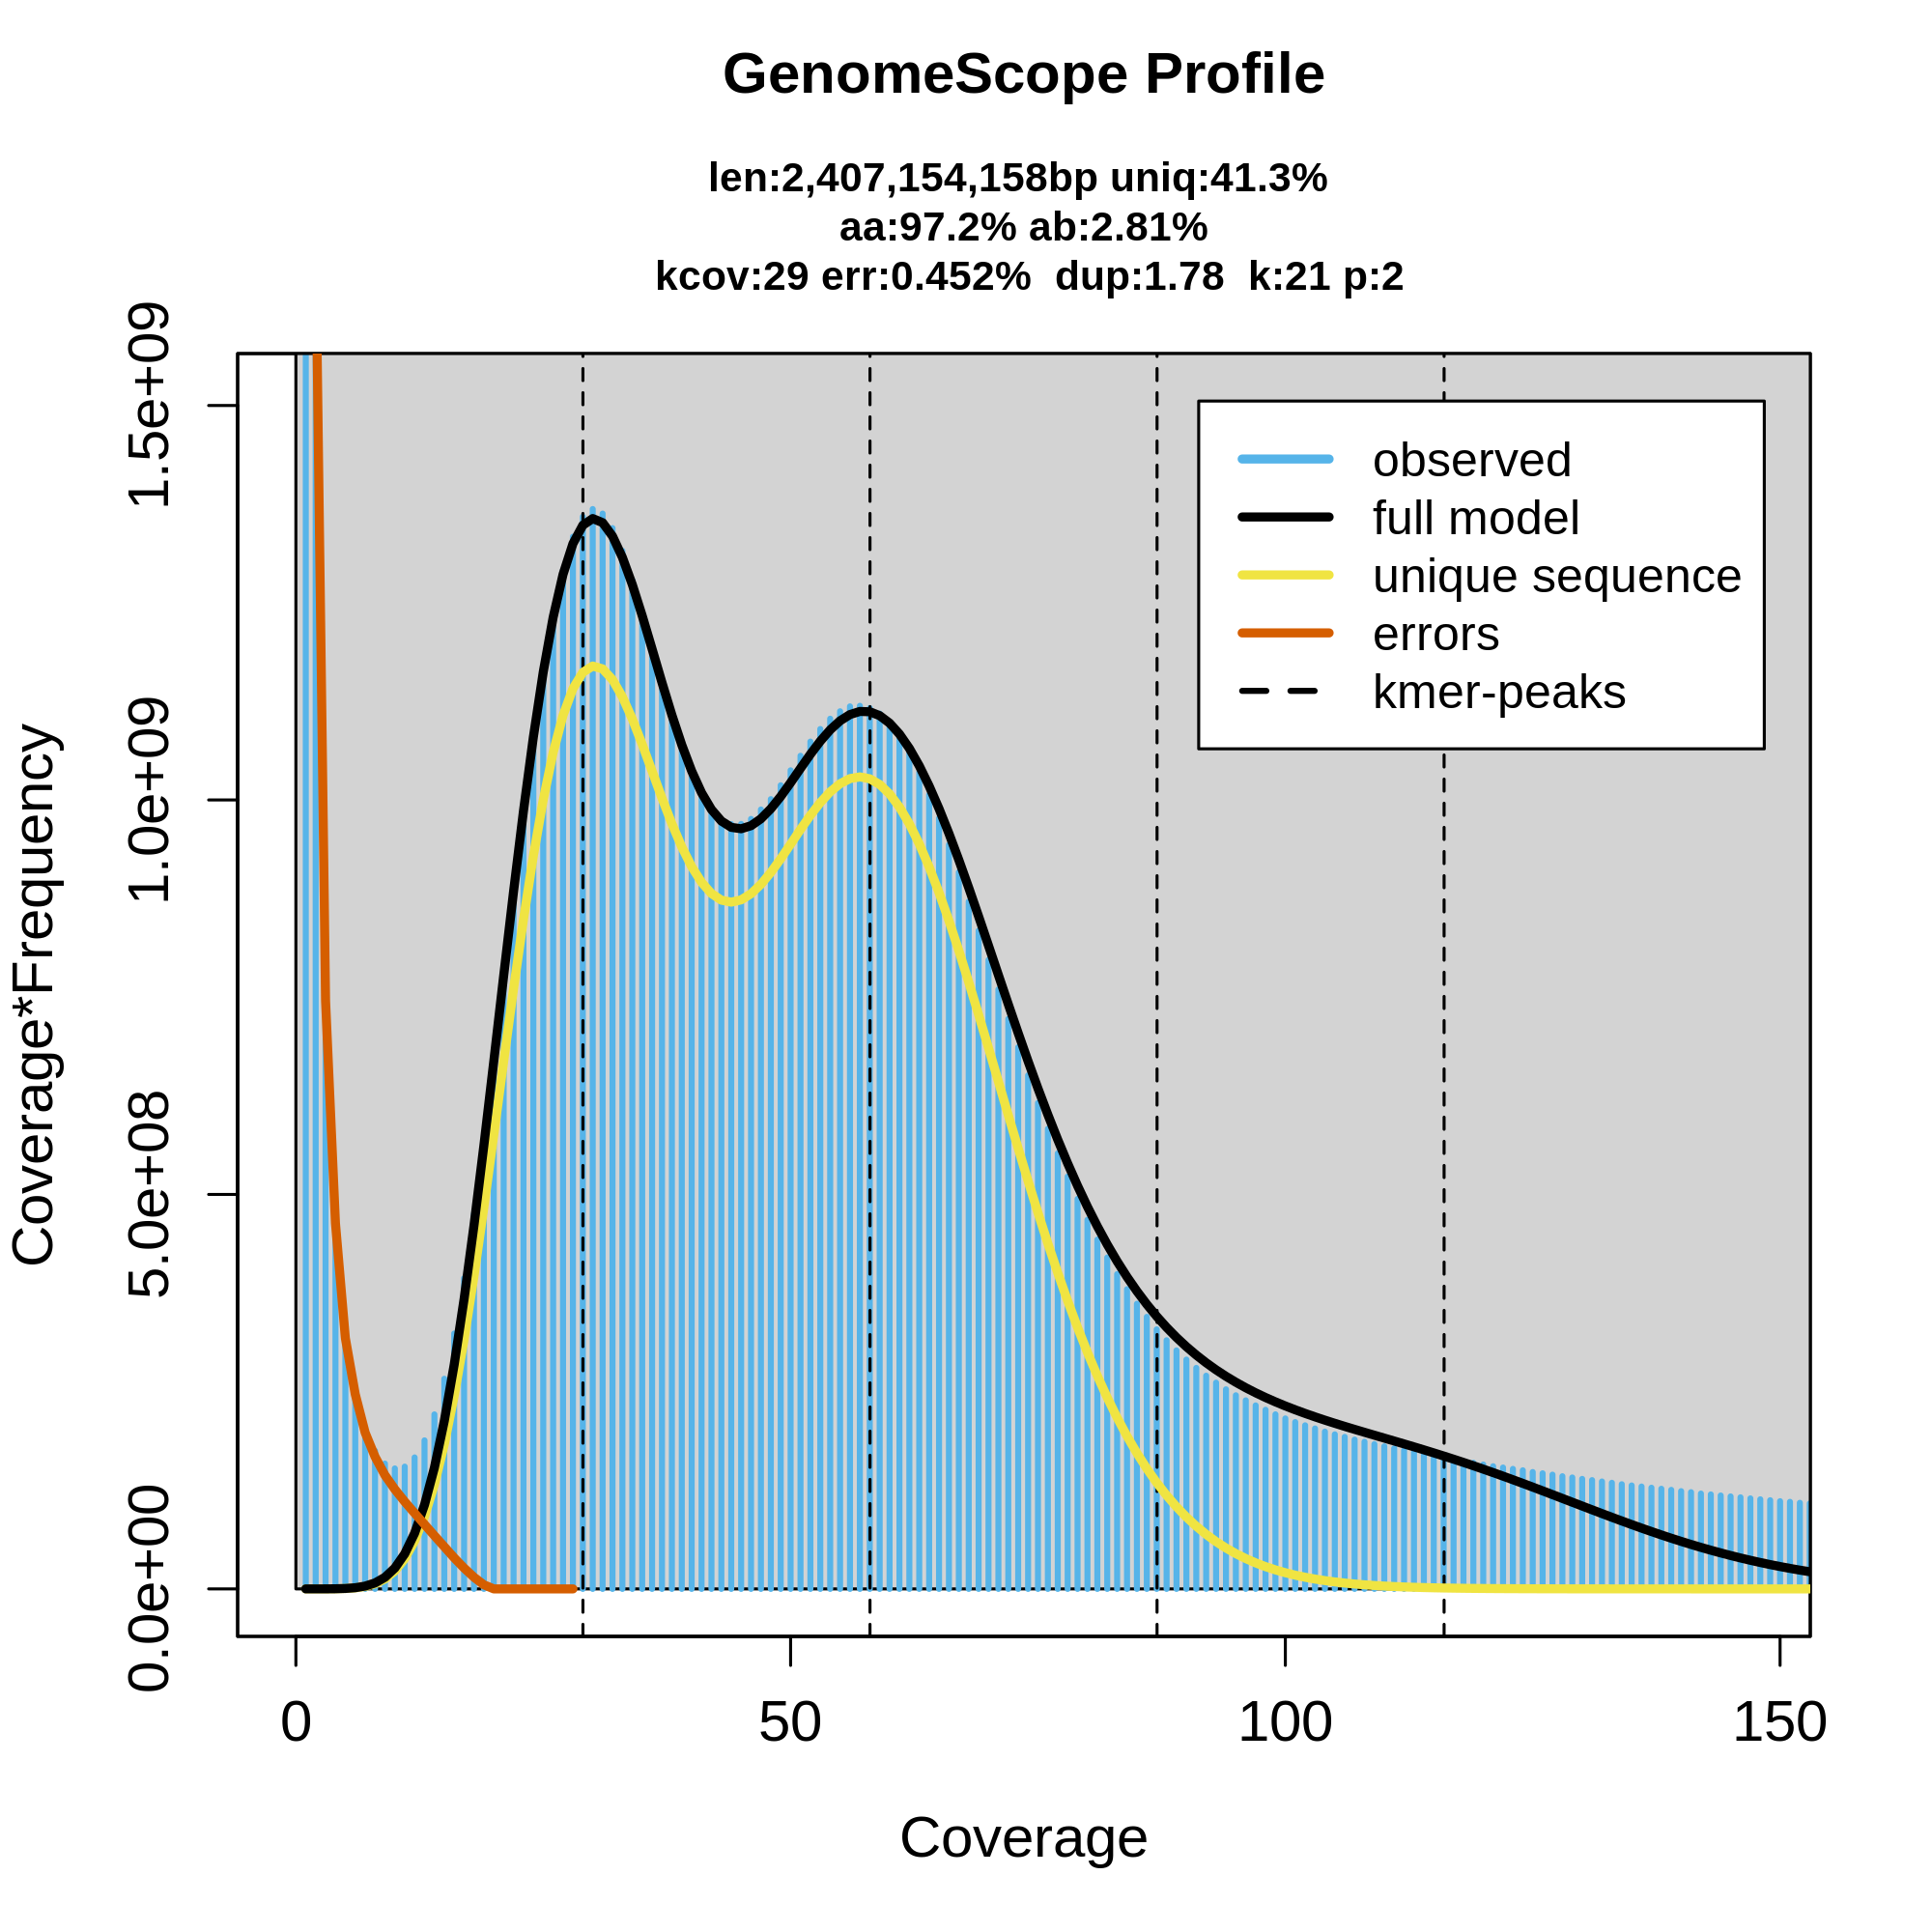 GenomeScope Profile
len:2,407,154,158bp uniq:41.3%
aa:97.2% ab:2.81%
kcov:29 err:0.452%  dup:1.78  k:21 p:2
Coverage*Frequency
1.5e+09
1.0e+09
5.0e+08
0.0e+00
observed
full model
unique sequence
errors
kmer-peaks
0 50 100 150
Coverage